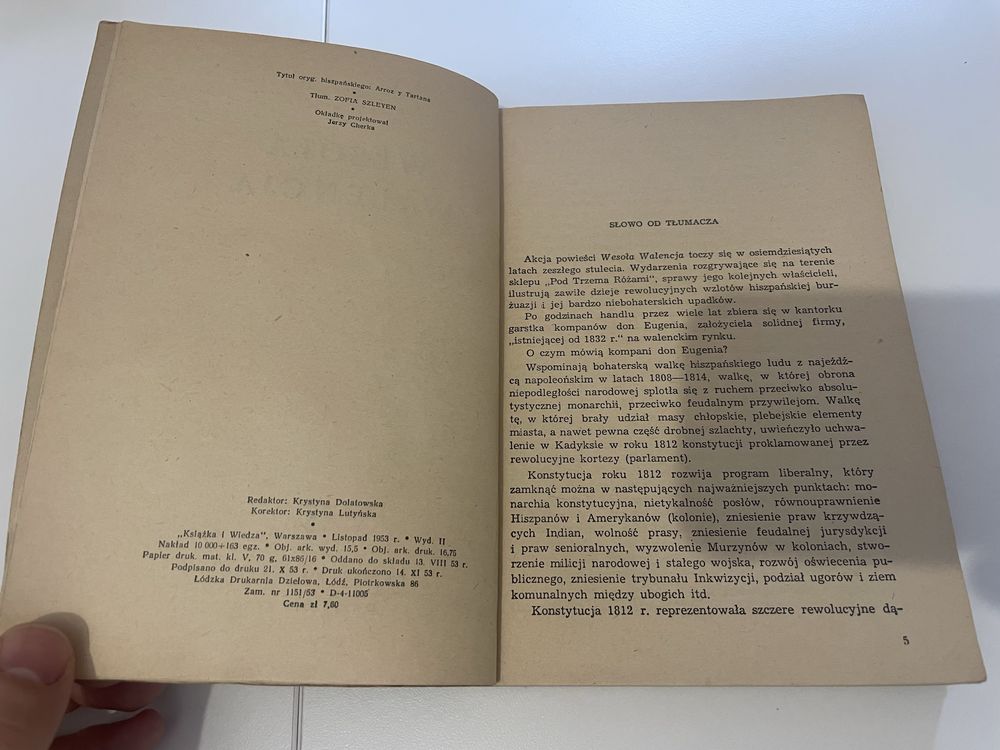 Tytuł oryg. hiszpańskiego: Arroz y Tartana
•
Tłum. ZOFIA SZLEYEN
•
Okładkę projektował
Jerzy Cherka
Redaktor: Krystyna Dolatowska
Korektor: Krystyna Lutyńska
•
„Książka i Wiedza", Warszawa • Listopad 1953 r. • Wyd. II
Nakład 10 000+163 egz. • Obj. ark. wyd. 15,5 • Obj. ark. druk. 16,75
Papier druk. mat. kl. V, 70 g, 61x86/16 • Oddano do składu 13. VIII 53 r.
Podpisano do druku 21. X 53 r. • Druk ukończono 14. XI 53 r.
Łódzka Drukarnia Dziełowa, Łódź, Piotrkowska 86
Zam. nr 1151/53 • D-4-11005
Cena zł 7,60
SŁOWO OD TŁUMACZA
Akcja powieści Wesoła Walencja toczy się w osiemdziesiątych
latach zeszłego stulecia. Wydarzenia rozgrywające się na terenie
sklepu „Pod Trzema Różami", sprawy jego kolejnych właścicieli,
ilustrują zawiłe dzieje rewolucyjnych wzlotów hiszpańskiej bur-
żuazji i jej bardzo niebohaterskich upadków.
Po godzinach handlu przez wiele lat zbiera się w kantorku
garstka kompanów don Eugenia, założyciela solidnej firmy,
„istniejącej od 1832 r." na walenckim rynku.
O czym mówią kompani don Eugenia?
Wspominają bohaterską walkę hiszpańskiego ludu z najeźdź-
cą napoleońskim w latach 1808—1814, walkę, w której obrona
niepodległości narodowej splotła się z ruchem przeciwko absolu-
tystycznej monarchii, przeciwko feudalnym przywilejom. Walkę
tę, w której brały udział masy chłopskie, plebejskie elementy
miasta, a nawet pewna część drobnej szlachty, uwieńczyło uchwa-
lenie w Kadyksie w roku 1812 konstytucji proklamowanej przez
rewolucyjne kortezy (parlament).
Konstytucja roku 1812 rozwija program liberalny, który
zamknąć można w następujących najważniejszych punktach: mo-
narchia konstytucyjna, nietykalność posłów, równouprawnienie
Hiszpanów i Amerykanów (kolonie), zniesienie praw krzywdzą-
cych Indian, wolność prasy, zniesienie feudalnej jurysdykcji
i praw senioralnych, wyzwolenie Murzynów w koloniach, stwo-
rzenie milicji narodowej i stałego wojska, rozwój oświecenia pu-
blicznego, zniesienie trybunału Inkwizycji, podział ugorów i ziem
komunalnych między ubogich itd.
Konstytucja 1812 r. reprezentowała szczere rewolucyjne dą-
5